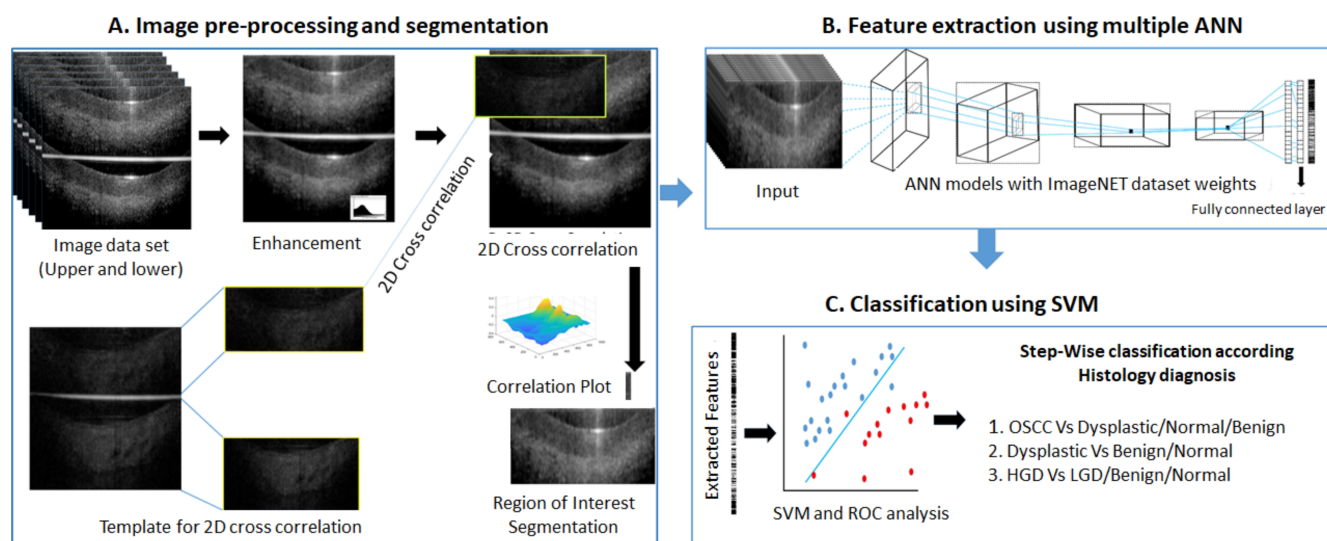 A. Image pre-processing and segmentation
Image data set
(Upper and lower)
Enhancement
2D Cross correlation
2D Cross correlation
Correlation Plot
Region of Interest
Segmentation
Template for 2D cross correlation
B. Feature extraction using multiple ANN
Input
ANN models with ImageNET dataset weights
Fully connected layer
C. Classification using SVM
Extracted Features
SVM and ROC analysis
Step-Wise classification according
Histology diagnosis
1. OSCC Vs Dysplastic/Normal/Benign
2. Dysplastic Vs Benign/Normal
3. HGD Vs LGD/Benign/Normal